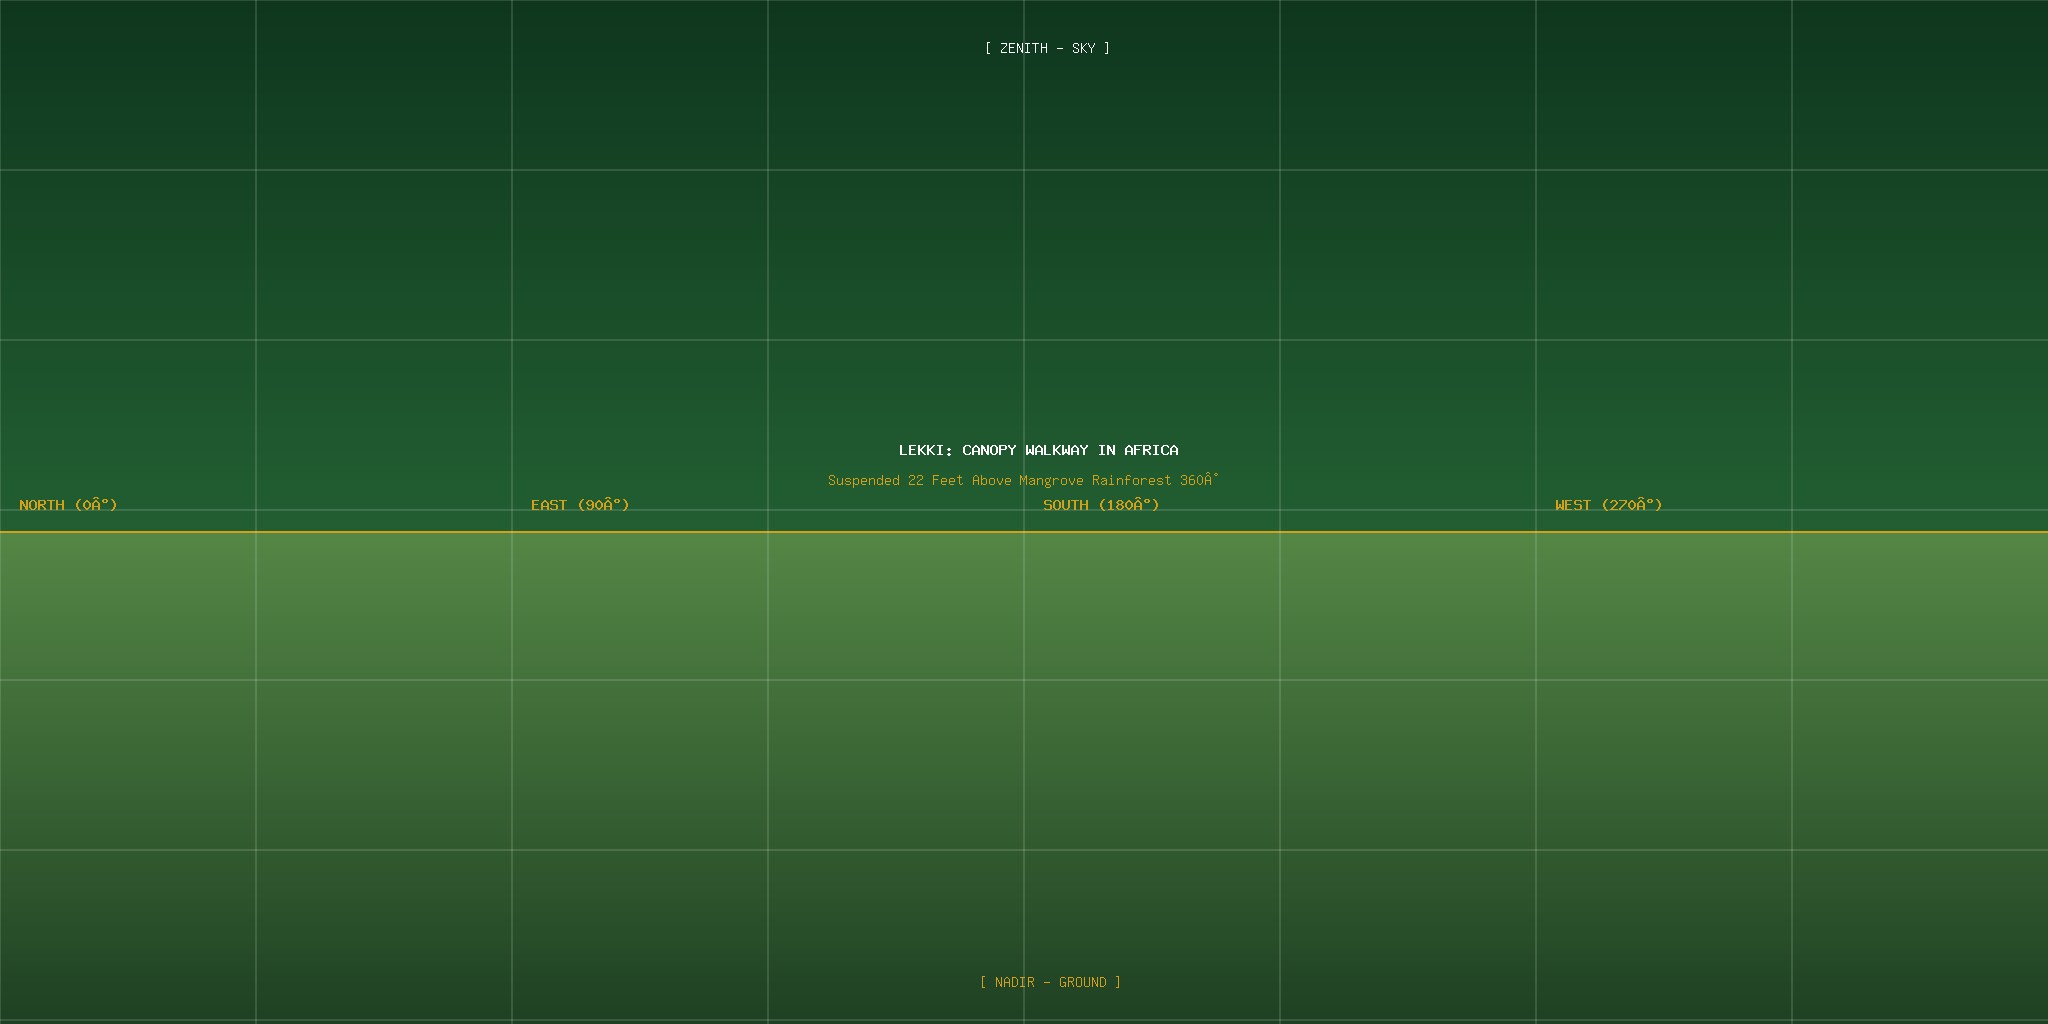 [ ZENITH - SKY ]
LEKKI: CANOPY WALKWAY IN AFRICA
Suspended 22 Feet Above Mangrove Rainforest 360Â°
NORTH (0Â°)
EAST (90Â°)
SOUTH (180Â°)
WEST (270Â°)
[ NADIR - GROUND ]